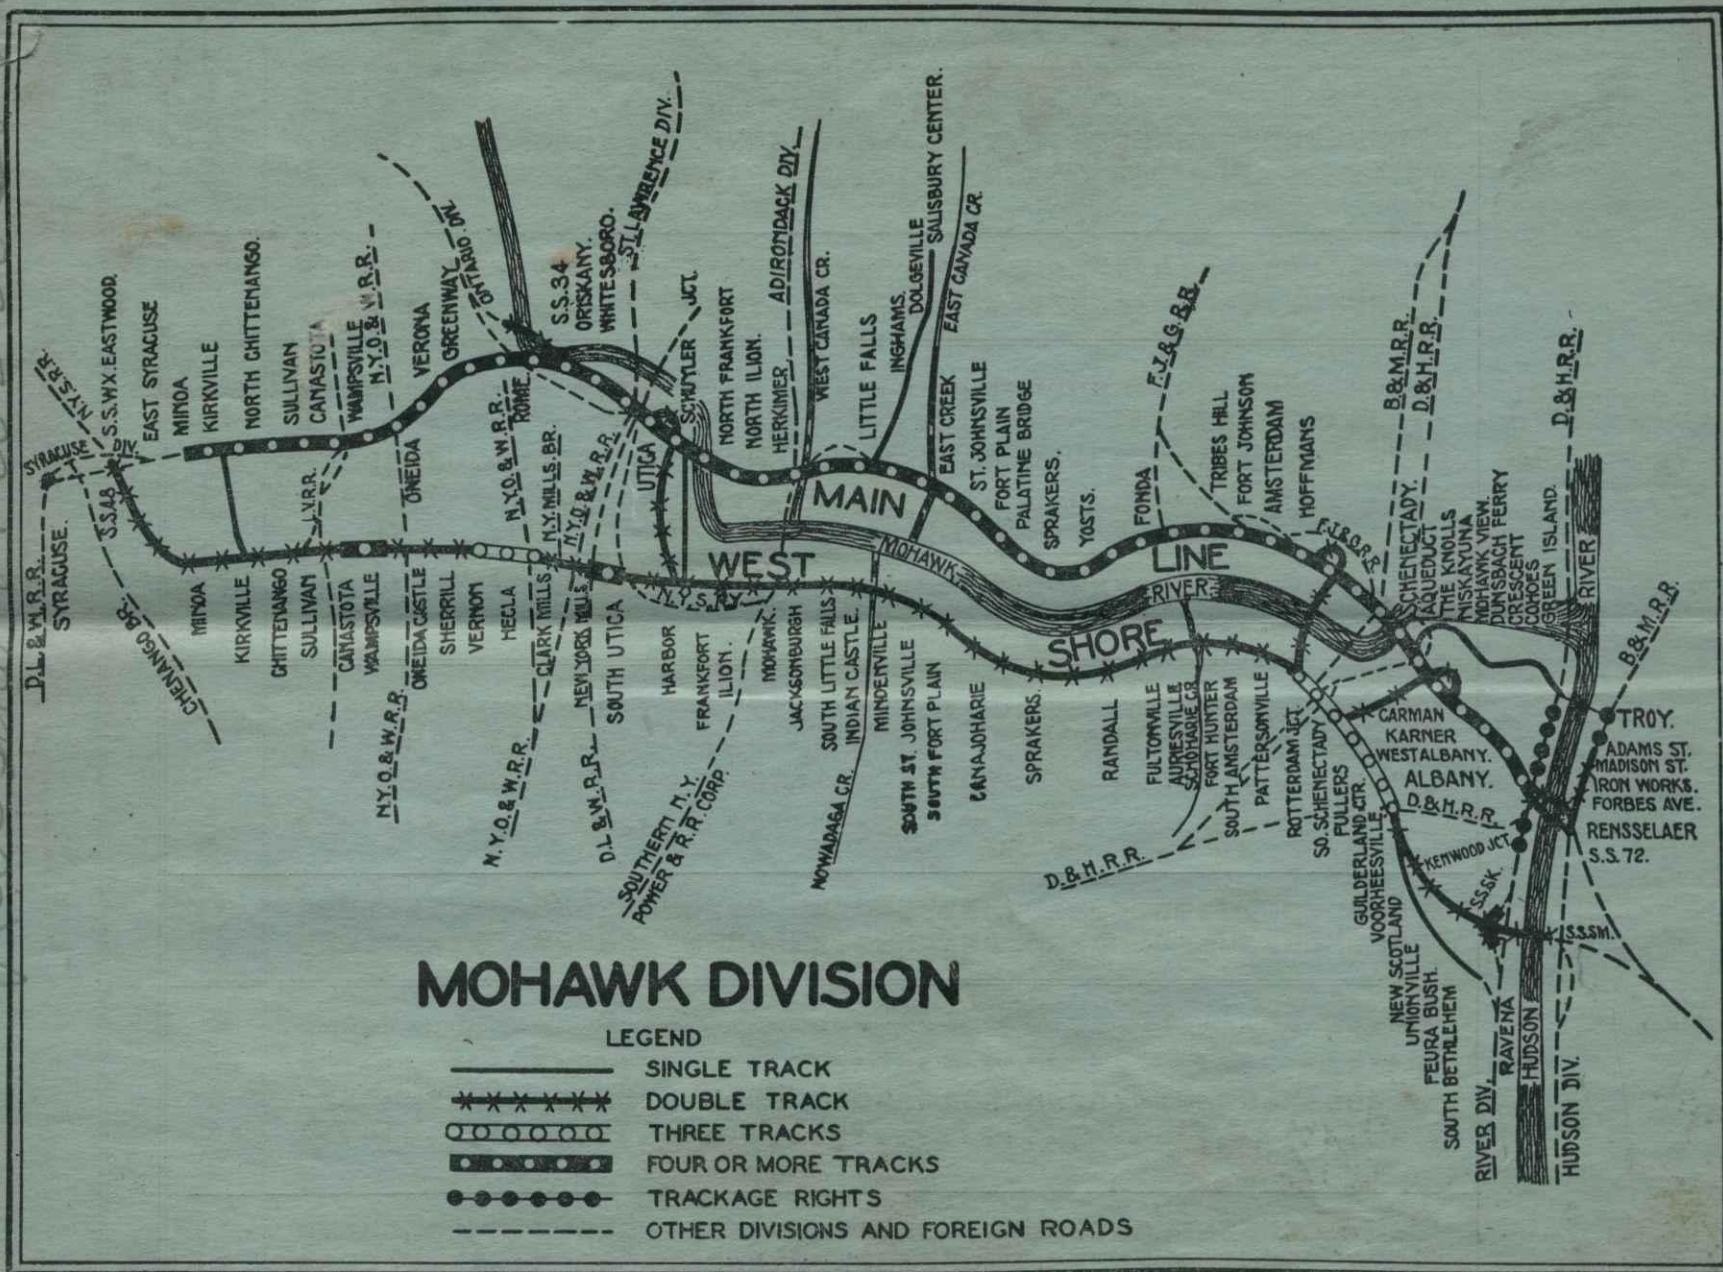 D.L.&W.R.R.
SYRACUSE.
SYRACUSE DIV.
N.Y.S.R.R.
S.S.48
S.S.WX.EASTWOOD.
EAST SYRACUSE
MINOA
KIRKVILLE
NORTH CHITTENANGO.
SULLIVAN
CANASTOTA
WAMPSVILLE
N.Y.O.& W.R.R.
ONEIDA
VERONA
GREENWAY
ONTARIO DIV.
N.Y.O.&W.R.R.
ROME.
S.S.34
ORISKANY.
WHITESBORO.
ST.LAWRENCE DIV.
UTICA
SCHUYLER JCT.
NORTH FRANKFORT
NORTH ILION.
HERKIMER
ADIRONDACK DIV.
WEST CANADA CR.
LITTLE FALLS
INGHAMS.
DOLGEVILLE
SALISBURY CENTER.
EAST CREEK
EAST CANADA CR.
ST. JOHNSVILLE
FORT PLAIN
PALATINE BRIDGE
SPRAKERS.
YOSTS.
FONDA
F.J.&G.R.R.
TRIBES HILL
FORT JOHNSON
AMSTERDAM
HOFFMANS
F.J.&G.R.R.
B.&M.R.R.
D.&H.R.R.
SCHENECTADY.
AQUEDUCT
THE KNOLLS
NISKAYUNA
MOHAWK VIEW.
DUNSBACH FERRY
CRESCENT
COHOES
GREEN ISLAND.
D.&H.R.R.
RIVER
MAIN
LINE
MOHAWK
RIVER
WEST
SHORE
CHENANGO BR.
MINOA
KIRKVILLE
CHITTENANGO
SULLIVAN
L.V.R.R.
CANASTOTA
WAMPSVILLE
N.Y.O.&W.R.R.
ONEIDA CASTLE
SHERRILL
VERNON
HECLA
N.Y.O.&W.R.R.
CLARK MILLS
N.Y.MILLS.BR.
N.Y.O.&W.R.R.
NEW YORK MILLS
D.L.&W.R.R.
SOUTH UTICA
N.Y.S.RY.
HARBOR
FRANKFORT
ILION.
SOUTHERN N.Y.
POWER & R.R.CORP.
MOHAWK.
JACKSONBURGH
SOUTH LITTLE FALLS
INDIAN CASTLE.
NOWADAGA CR.
MINDENVILLE
SOUTH ST. JOHNSVILLE
SOUTH FORT PLAIN
CANAJOHARIE
SPRAKERS.
RANDALL
FULTONVILLE
AURIESVILLE
SCHOHARIE CR
FORT HUNTER
SOUTH AMSTERDAM
PATTERSONVILLE
D.&H.R.R.
ROTTERDAM JCT.
SO. SCHENECTADY
FULLERS
GUILDERLAND CTR.
VOORHEESVILLE
NEW SCOTLAND
UNIONVILLE
FEURA BUSH.
SOUTH BETHLEHEM
CARMAN
KARNER
WEST ALBANY.
ALBANY.
D.&H.R.R.
KENWOOD JCT.
S.S.SK.
S.S.SM.
RIVER DIV.
RAVENA
HUDSON
HUDSON DIV.
B.&M.R.R.
TROY.
ADAMS ST.
MADISON ST.
IRON WORKS.
FORBES AVE.
RENSSELAER
S.S.72.
MOHAWK DIVISION
LEGEND
SINGLE TRACK
DOUBLE TRACK
THREE TRACKS
FOUR OR MORE TRACKS
TRACKAGE RIGHTS
OTHER DIVISIONS AND FOREIGN ROADS